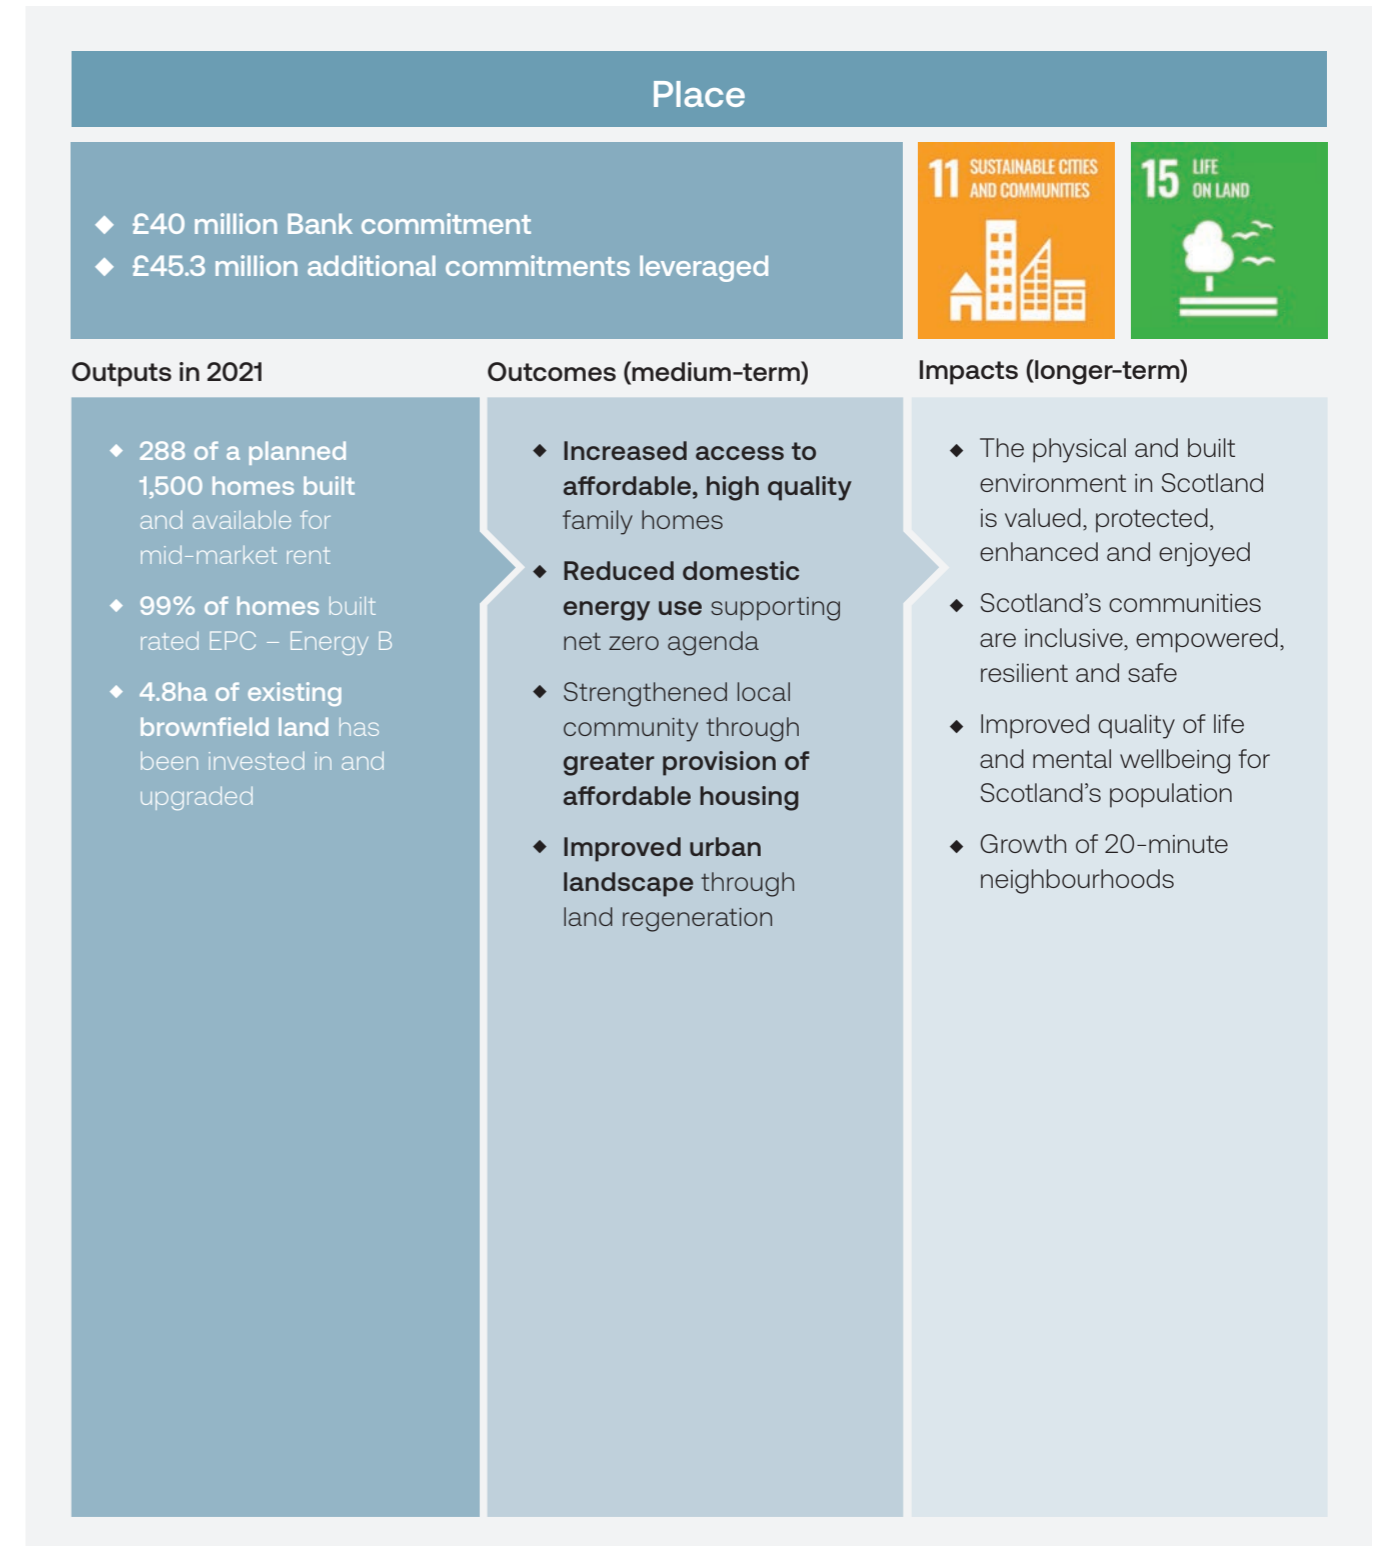 Place
◆ £40 million Bank commitment
◆ £45.3 million additional commitments leveraged
11 SUSTAINABLE CITIES
AND COMMUNITIES
15 LIFE
ON LAND
Outputs in 2021
◆ 288 of a planned
1,500 homes built
and available for
mid-market rent
◆ 99% of homes built
rated EPC – Energy B
◆ 4.8ha of existing
brownfield land has
been invested in and
upgraded
Outcomes (medium-term)
◆ Increased access to
affordable, high quality
family homes
◆ Reduced domestic
energy use supporting
net zero agenda
◆ Strengthened local
community through
greater provision of
affordable housing
◆ Improved urban
landscape through
land regeneration
Impacts (longer-term)
◆ The physical and built
environment in Scotland
is valued, protected,
enhanced and enjoyed
◆ Scotland’s communities
are inclusive, empowered,
resilient and safe
◆ Improved quality of life
and mental wellbeing for
Scotland’s population
◆ Growth of 20-minute
neighbourhoods